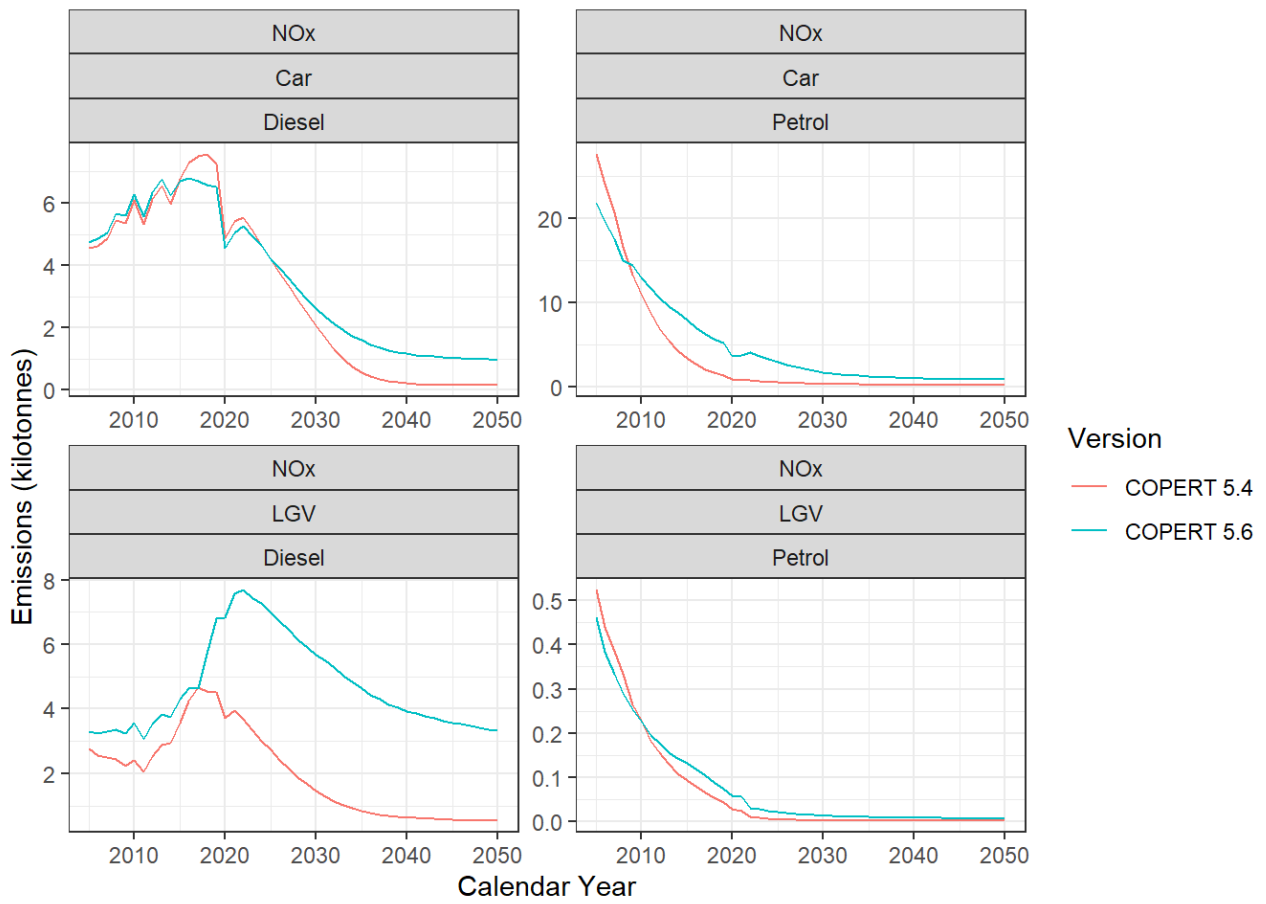 NOx
Car
Diesel
0
2
4
6
2010 2020 2030 2040 2050
NOx
Car
Petrol
0
10
20
2010 2020 2030 2040 2050
NOx
LGV
Diesel
2
4
6
8
2010 2020 2030 2040 2050
NOx
LGV
Petrol
0.0
0.1
0.2
0.3
0.4
0.5
2010 2020 2030 2040 2050
Emissions (kilotonnes)
Calendar Year
Version
COPERT 5.4
COPERT 5.6